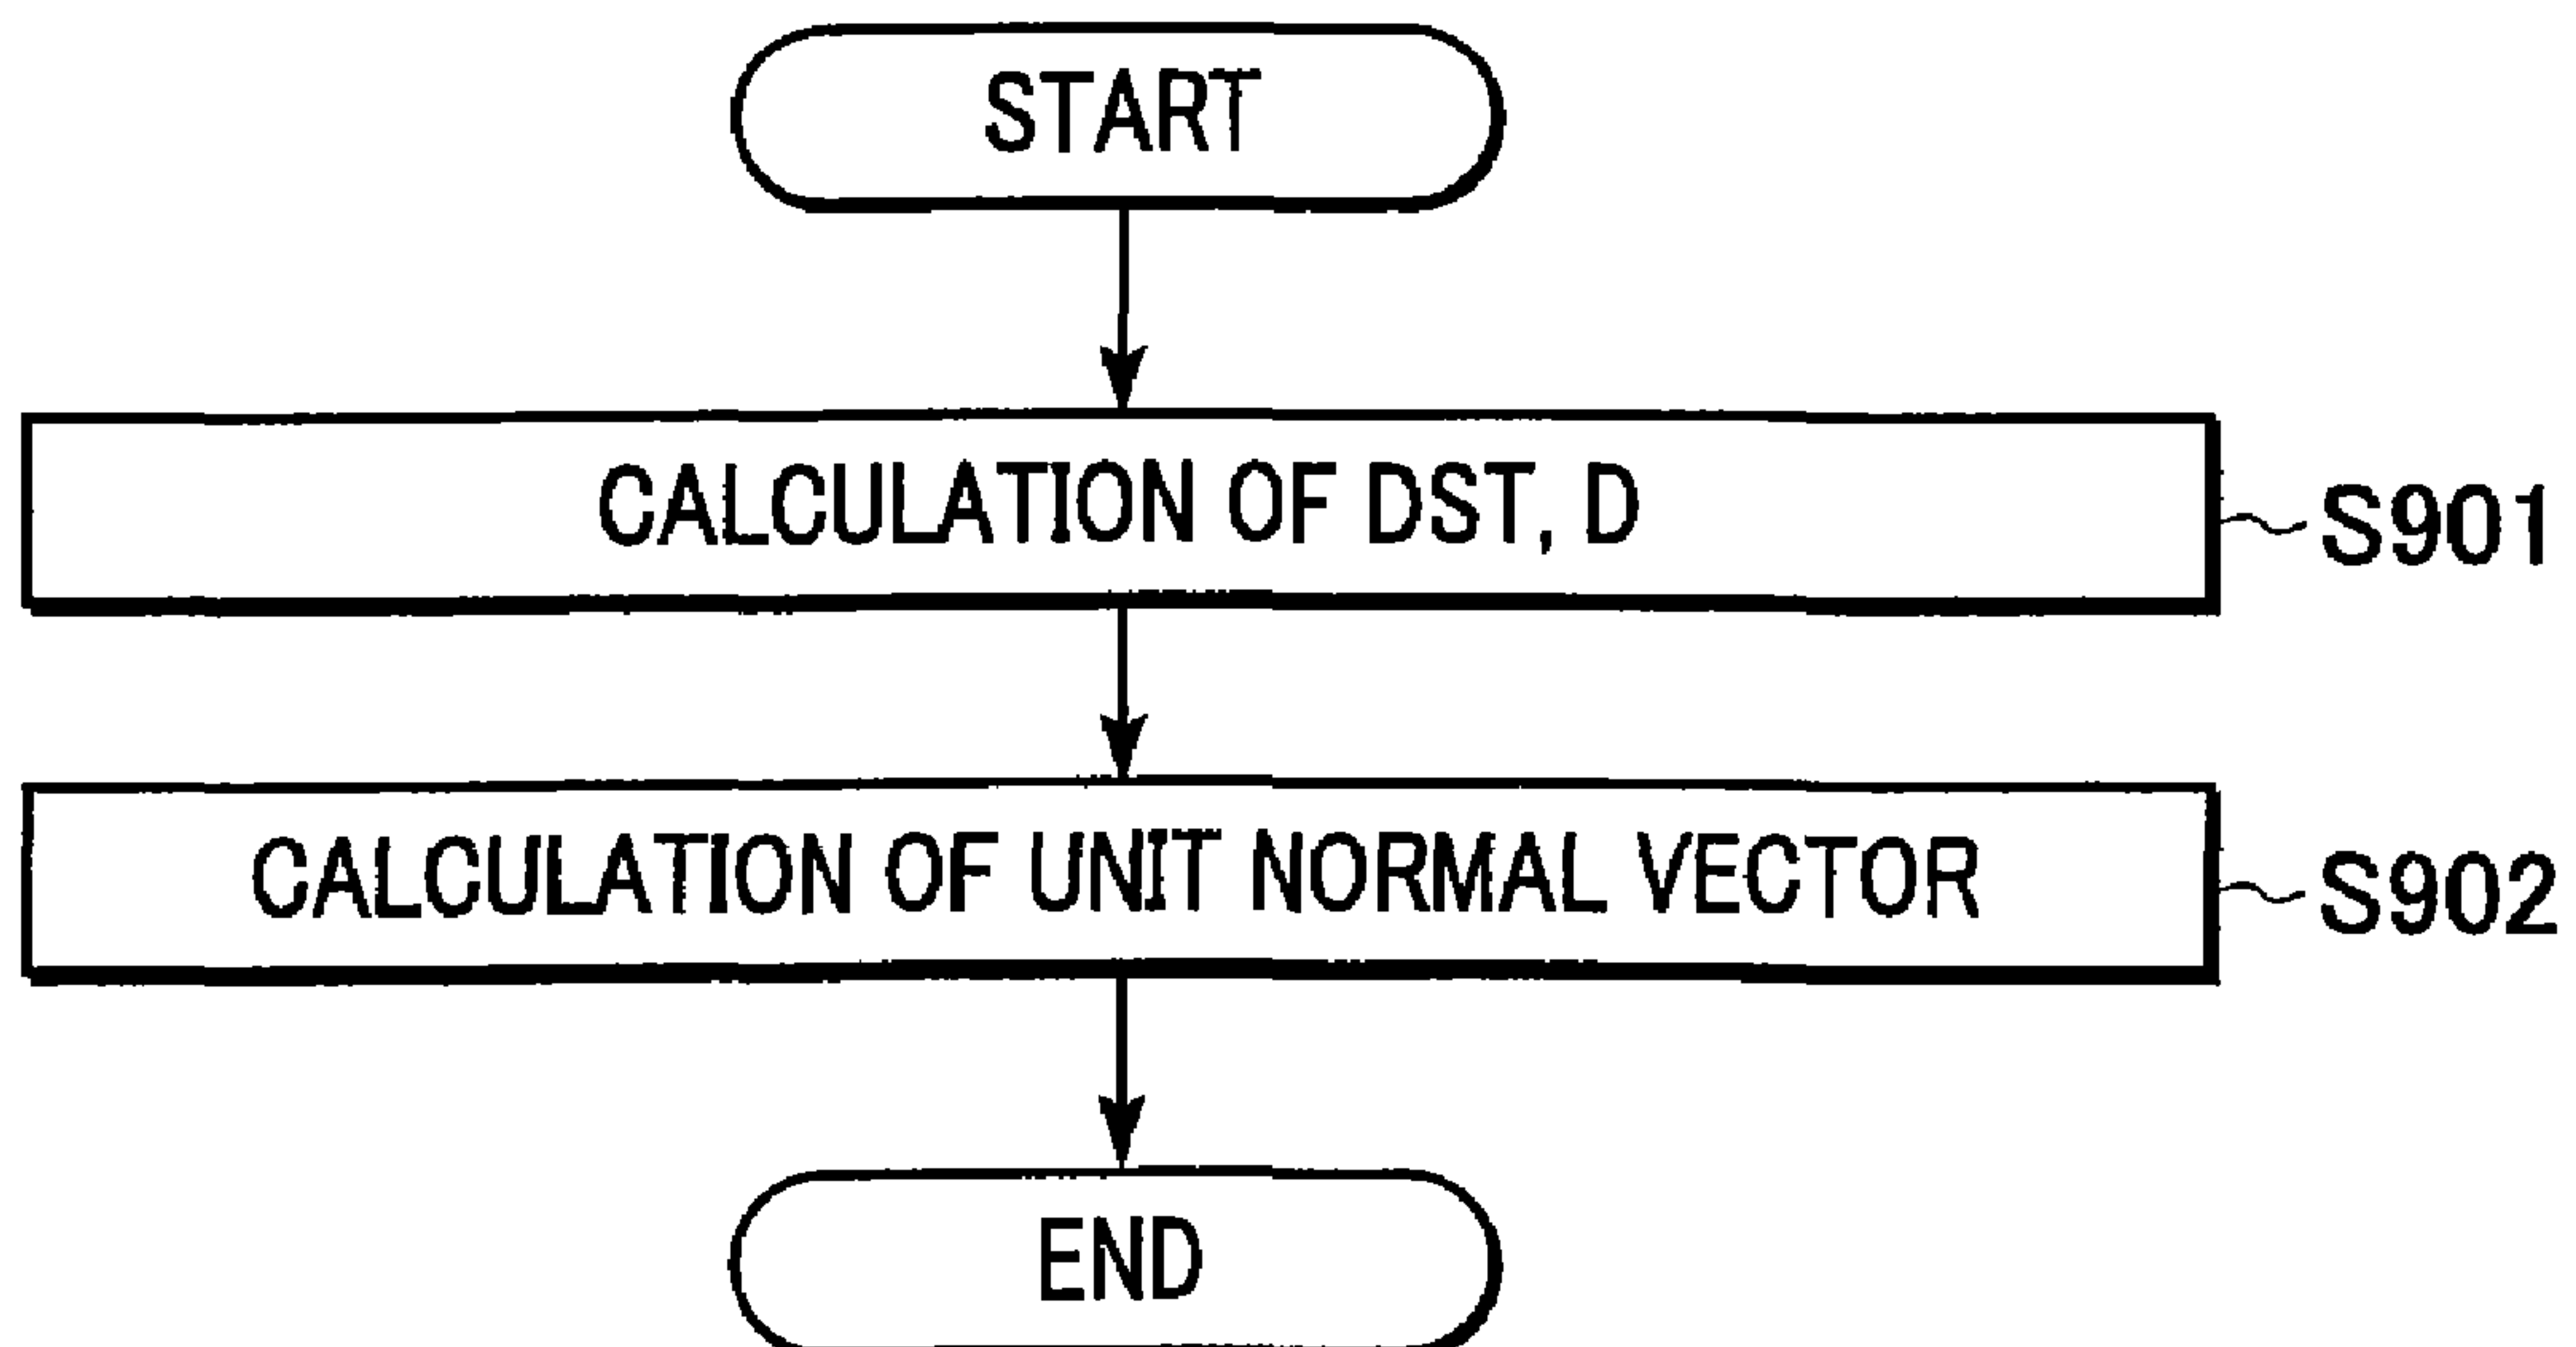 START
CALCULATION OF DST, D
S901
CALCULATION OF UNIT NORMAL VECTOR
S902
END